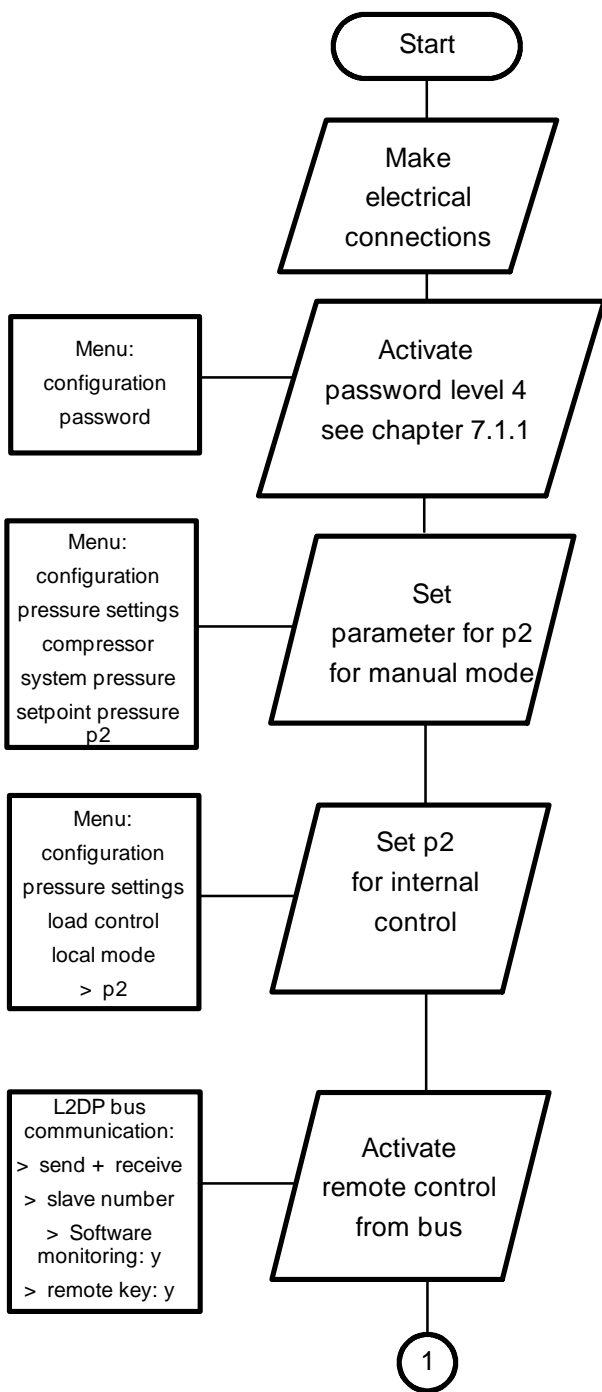 Start
Make
electrical
connections
Menu:
configuration
password
Activate
password level 4
see chapter 7.1.1
Menu:
configuration
pressure settings
compressor
system pressure
setpoint pressure
p2
Set
parameter for p2
for manual mode
Menu:
configuration
pressure settings
load control
local mode
> p2
Set p2
for internal
control
L2DP bus
communication:
> send + receive
> slave number
> Software
monitoring: y
> remote key: y
Activate
remote control
from bus
1